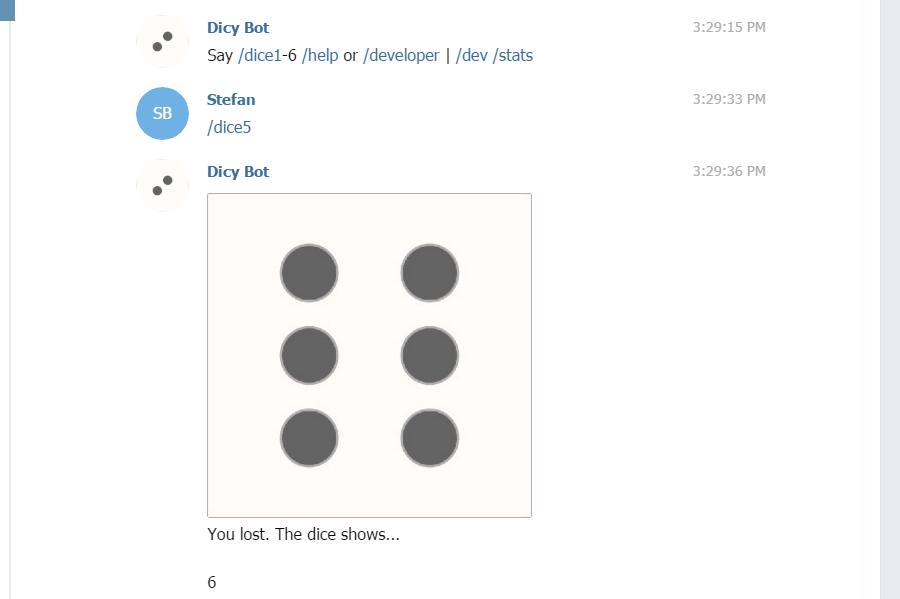 Dicy Bot 3:29:15 PM
Say /dice1-6 /help or /developer | /dev /stats
SB
Stefan 3:29:33 PM
/dice5
Dicy Bot 3:29:36 PM
You lost. The dice shows...
6